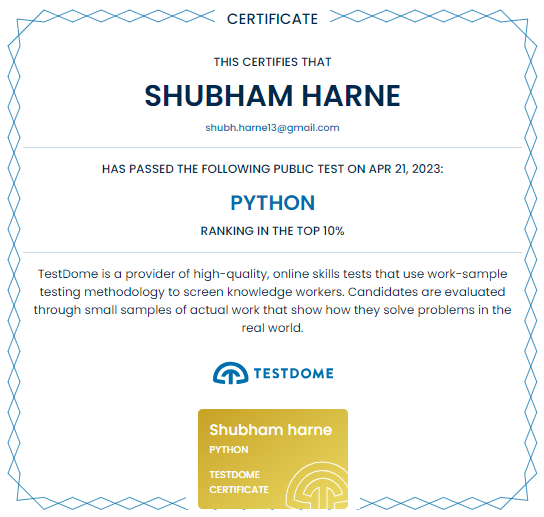 CERTIFICATE
THIS CERTIFIES THAT
SHUBHAM HARNE
shubh.harne13@gmail.com
HAS PASSED THE FOLLOWING PUBLIC TEST ON APR 21, 2023:
PYTHON
RANKING IN THE TOP 10%
TestDome is a provider of high-quality, online skills tests that use work-sample
testing methodology to screen knowledge workers. Candidates are evaluated
through small samples of actual work that show how they solve problems in the
real world.
TESTDOME
Shubham harne
PYTHON
TESTDOME
CERTIFICATE